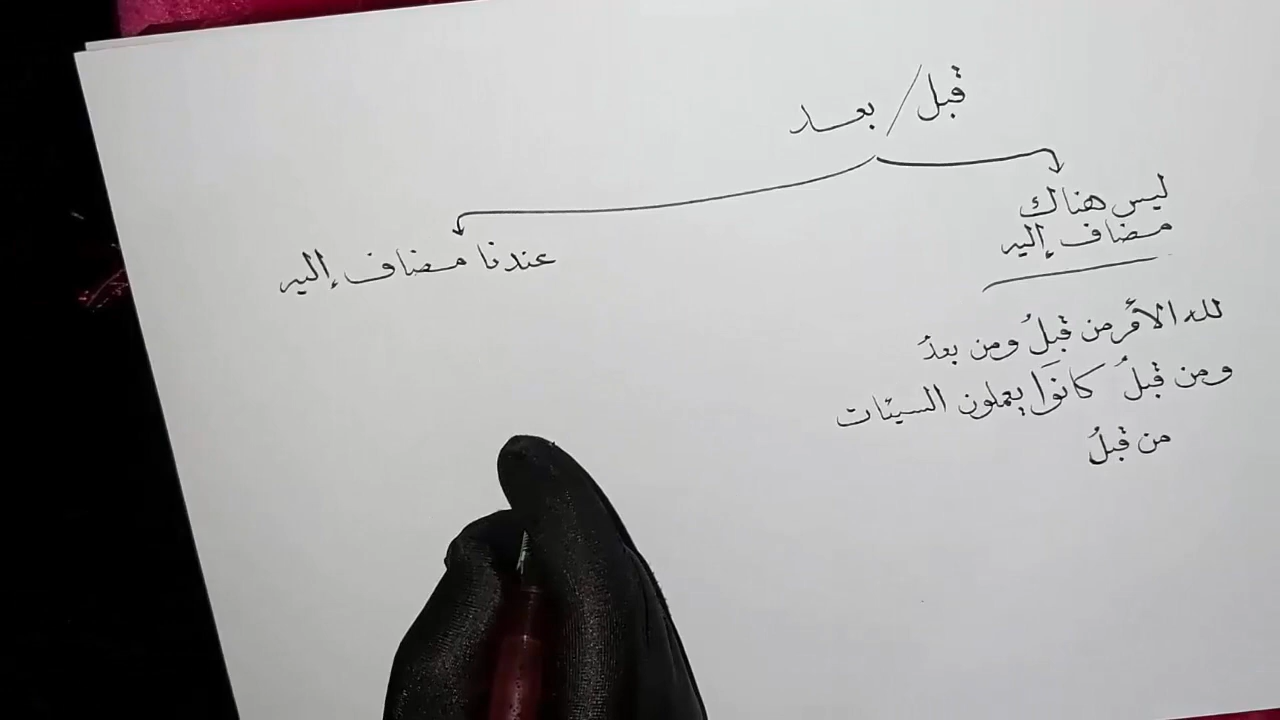 قبل / بعد
ليس هناك
مضاف إليه
عندنا مضاف إليه
لله الأمر من قبلُ ومن بعدُ
ومن قبلُ كانوا يعملون السيئات
من قبلُ